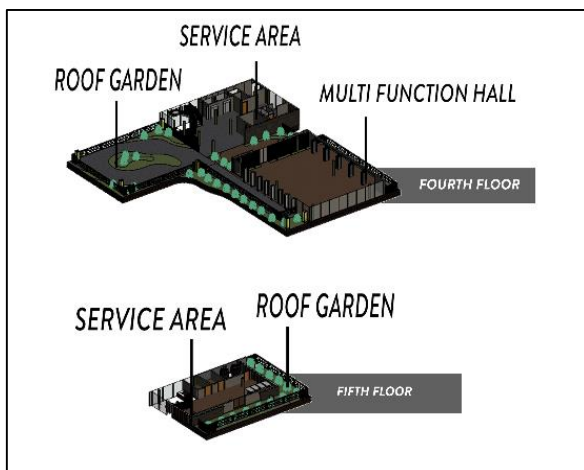 SERVICE AREA
ROOF GARDEN
MULTI FUNCTION HALL
FOURTH FLOOR
SERVICE AREA
ROOF GARDEN
FIFTH FLOOR